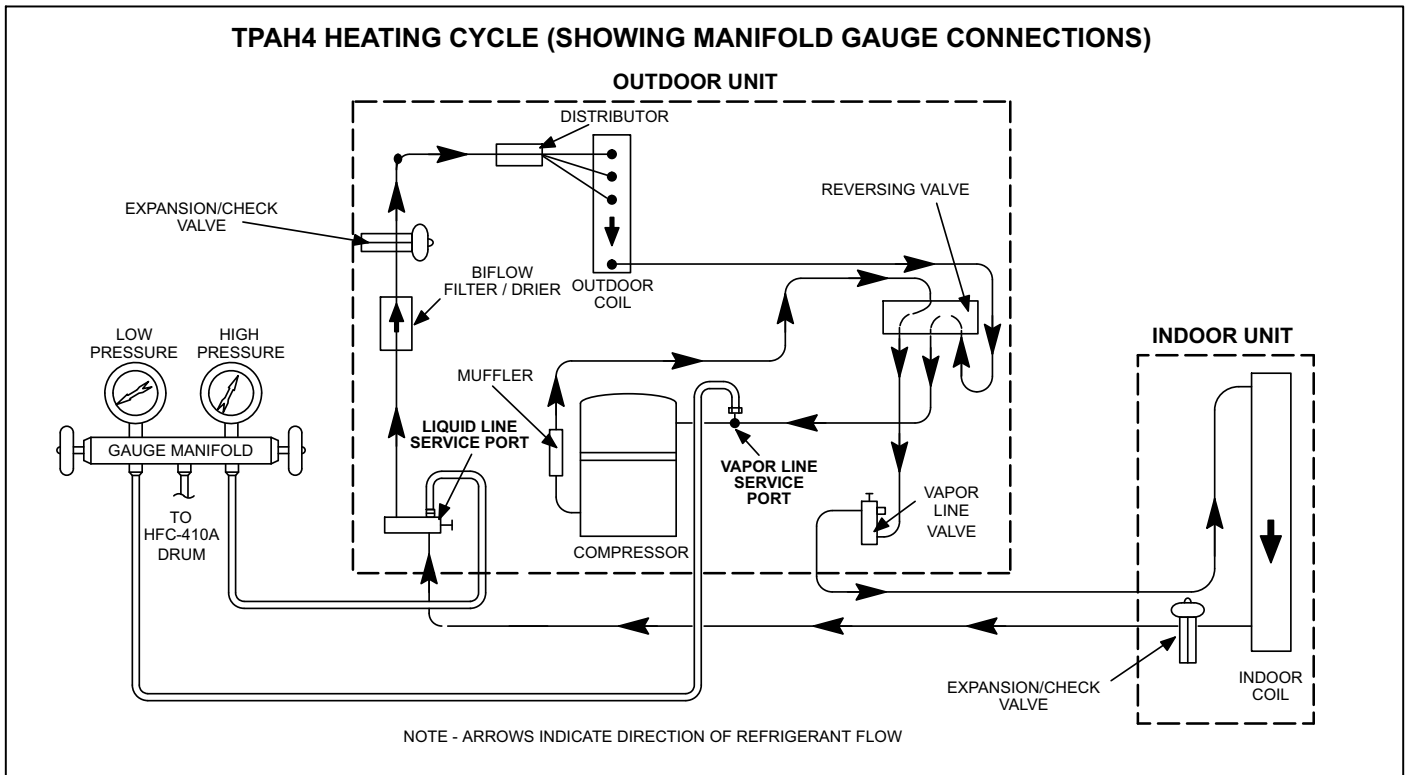 TPAH4 HEATING CYCLE (SHOWING MANIFOLD GAUGE CONNECTIONS)
OUTDOOR UNIT
DISTRIBUTOR
EXPANSION/CHECK
VALVE
BIFLOW
FILTER / DRIER
OUTDOOR
COIL
REVERSING VALVE
LOW
PRESSURE
HIGH
PRESSURE
GAUGE MANIFOLD
TO
HFC-410A
DRUM
MUFFLER
LIQUID LINE
SERVICE PORT
COMPRESSOR
VAPOR LINE
SERVICE
PORT
VAPOR
LINE
VALVE
INDOOR UNIT
EXPANSION/CHECK
VALVE
INDOOR
COIL
NOTE - ARROWS INDICATE DIRECTION OF REFRIGERANT FLOW